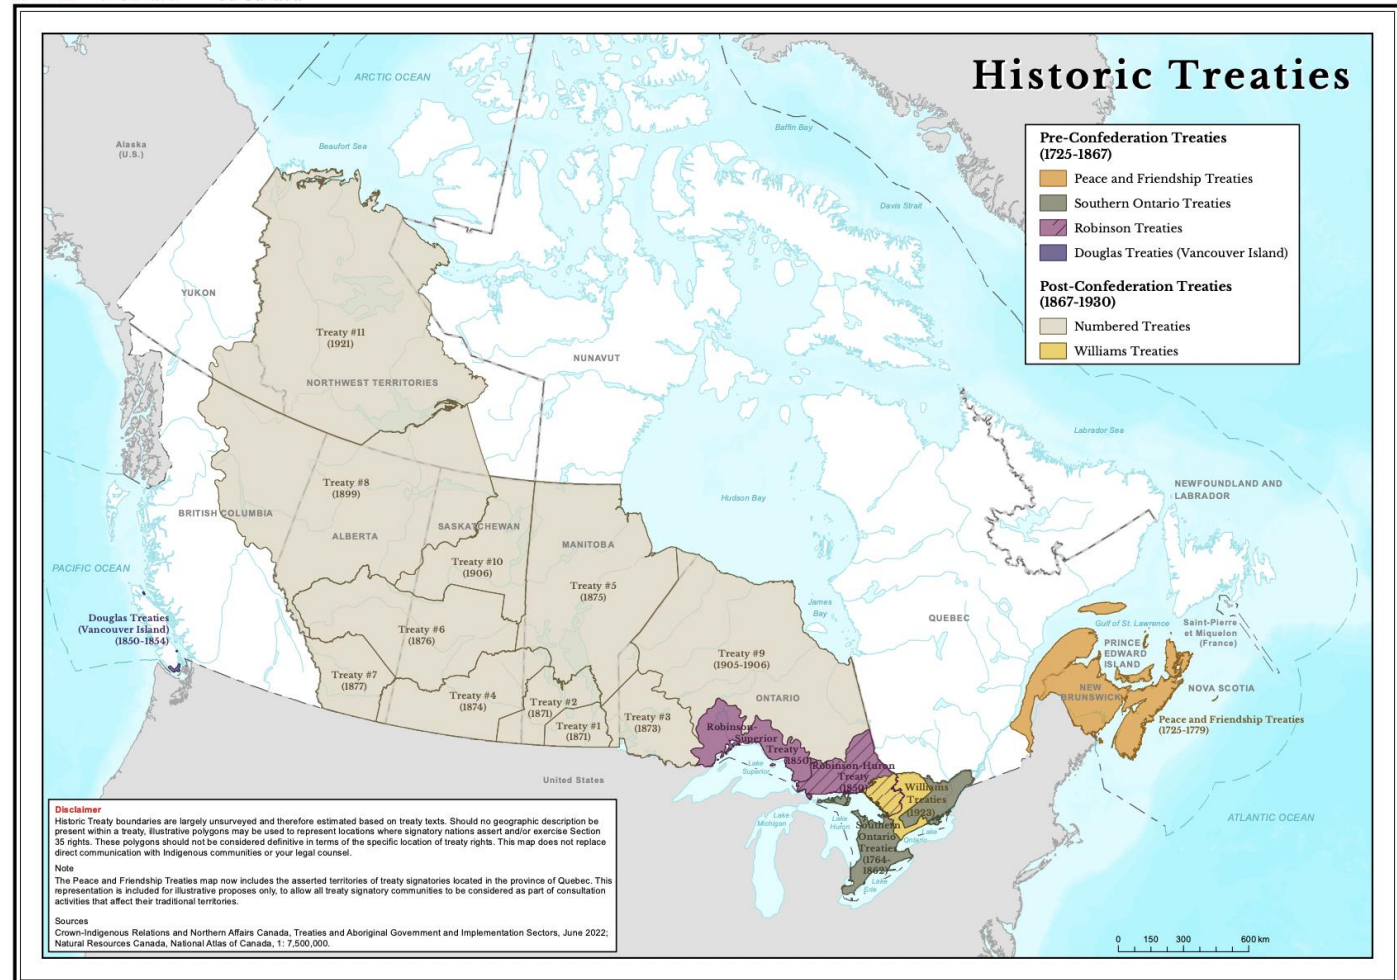 Historic Treaties
Pre-Confederation Treaties
(1725-1867)
Peace and Friendship Treaties
Southern Ontario Treaties
Robinson Treaties
Douglas Treaties (Vancouver Island)
Post-Confederation Treaties
(1867-1930)
Numbered Treaties
Williams Treaties
ARCTIC OCEAN
Alaska
(U.S.)
Beaufort Sea
Baffin Bay
Davis Strait
YUKON
Treaty #11
(1921)
NORTHWEST TERRITORIES
NUNAVUT
Labrador Sea
Treaty #8
(1899)
BRITISH COLUMBIA
ALBERTA
SASKATCHEWAN
MANITOBA
Hudson Bay
NEWFOUNDLAND AND
LABRADOR
PACIFIC OCEAN
Treaty #10
(1906)
Treaty #5
(1875)
James
Bay
QUEBEC
Douglas Treaties
(Vancouver Island)
(1850-1854)
Treaty #6
(1876)
Treaty #9
(1905-1906)
ONTARIO
Gulf of St. Lawrence
Saint-Pierre
et Miquelon
(France)
PRINCE
EDWARD
ISLAND
NEW
BRUNSWICK
NOVA SCOTIA
Peace and Friendship Treaties
(1725-1779)
Treaty #7
(1877)
Treaty #4
(1874)
Treaty #2
(1871)
Treaty #1
(1871)
Treaty #3
(1873)
Robinson-
Superior
Treaty
(1850)
Robinson-Huron
Treaty
(1850)
Williams
Treaties
(1923)
Southern
Ontario
Treaties
(1764-
1862)
Lake
Superior
Lake
Michigan
Lake
Huron
Lake
Ontario
Lake
Erie
United States
ATLANTIC OCEAN
Disclaimer
Historic Treaty boundaries are largely unsurveyed and therefore estimated based on treaty texts. Should no geographic description be
present within a treaty, illustrative polygons may be used to represent locations where signatory nations assert and/or exercise Section
35 rights. These polygons should not be considered definitive in terms of the specific location of treaty rights. This map does not replace
direct communication with Indigenous communities or your legal counsel.
Note
The Peace and Friendship Treaties map now includes the asserted territories of treaty signatories located in the province of Quebec. This
representation is included for illustrative proposes only, to allow all treaty signatory communities to be considered as part of consultation
activities that affect their traditional territories.
Sources
Crown-Indigenous Relations and Northern Affairs Canada, Treaties and Aboriginal Government and Implementation Sectors, June 2022;
Natural Resources Canada, National Atlas of Canada, 1: 7,500,000.
0 150 300 600 km